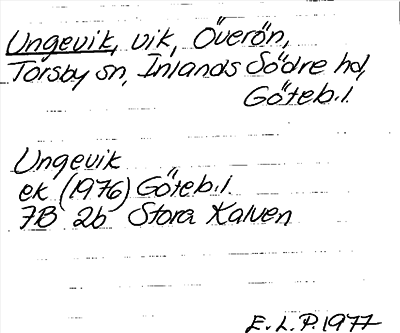 Ungevik, vik, Överön,
Torsby sn, Inlands Södre hd,
Göteb.l.
Ungevik
ek (1976) Göteb.l.
7B 2b Stora Kalven
E.L.P. 1977